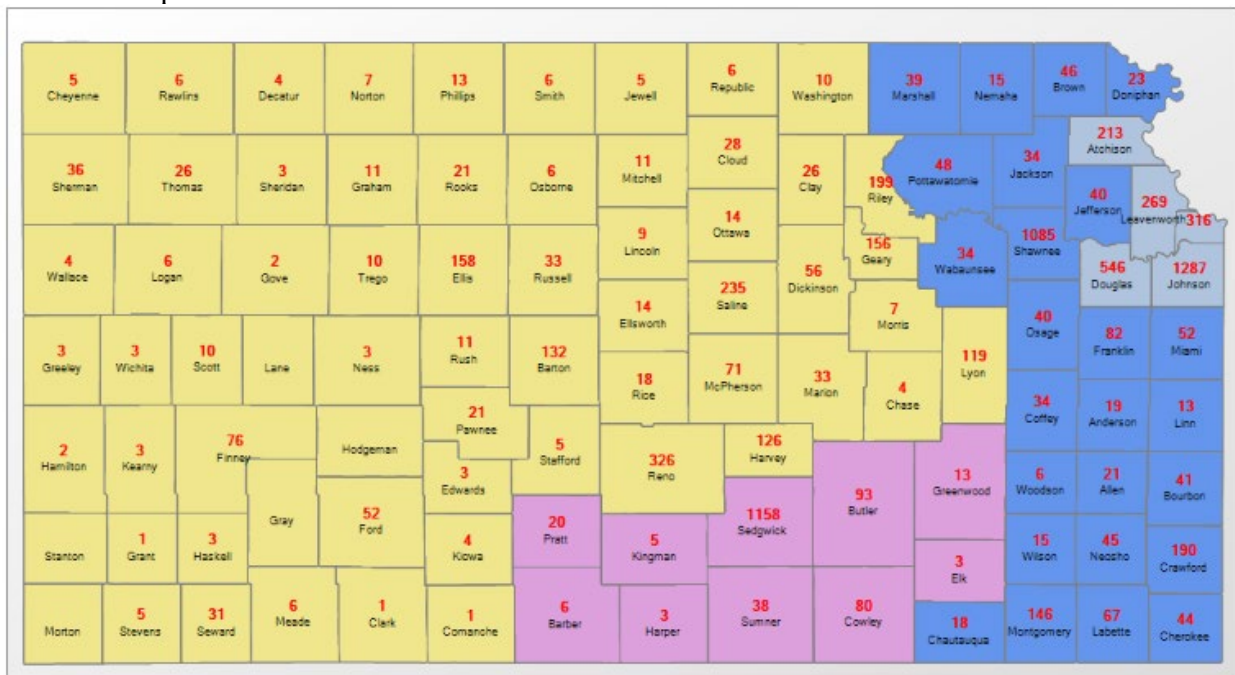 5
Cheyenne
6
Rawlins
4
Decatur
7
Norton
13
Phillips
6
Smith
5
Jewell
6
Republic
10
Washington
39
Marshall
15
Nemaha
46
Brown
23
Doniphan
213
Atchison
36
Sherman
26
Thomas
3
Sheridan
11
Graham
21
Rooks
6
Osborne
11
Mitchell
28
Cloud
26
Clay
199
Riley
48
Pottawatomie
34
Jackson
40
Jefferson
269
Leavenworth
316
4
Wallace
6
Logan
2
Gove
10
Trego
158
Ellis
33
Russell
9
Lincoln
14
Ottawa
56
Dickinson
156
Geary
34
Wabaunsee
1085
Shawnee
546
Douglas
1287
Johnson
14
Ellsworth
235
Saline
7
Morris
40
Osage
82
Franklin
52
Miami
3
Greeley
3
Wichita
10
Scott
Lane
3
Ness
11
Rush
132
Barton
18
Rice
71
McPherson
33
Marion
4
Chase
119
Lyon
34
Coffey
19
Anderson
13
Linn
2
Hamilton
3
Kearny
76
Finney
Hodgeman
21
Pawnee
5
Stafford
326
Reno
126
Harvey
93
Butler
13
Greenwood
6
Woodson
21
Allen
41
Bourbon
3
Edwards
Gray
52
Ford
20
Pratt
5
Kingman
1158
Sedgwick
Stanton
1
Grant
3
Haskell
4
Kiowa
3
Elk
15
Wilson
45
Neosho
190
Crawford
Morton
5
Stevens
31
Seward
6
Meade
1
Clark
1
Comanche
6
Barber
3
Harper
38
Sumner
80
Cowley
18
Chautauqua
146
Montgomery
67
Labette
44
Cherokee